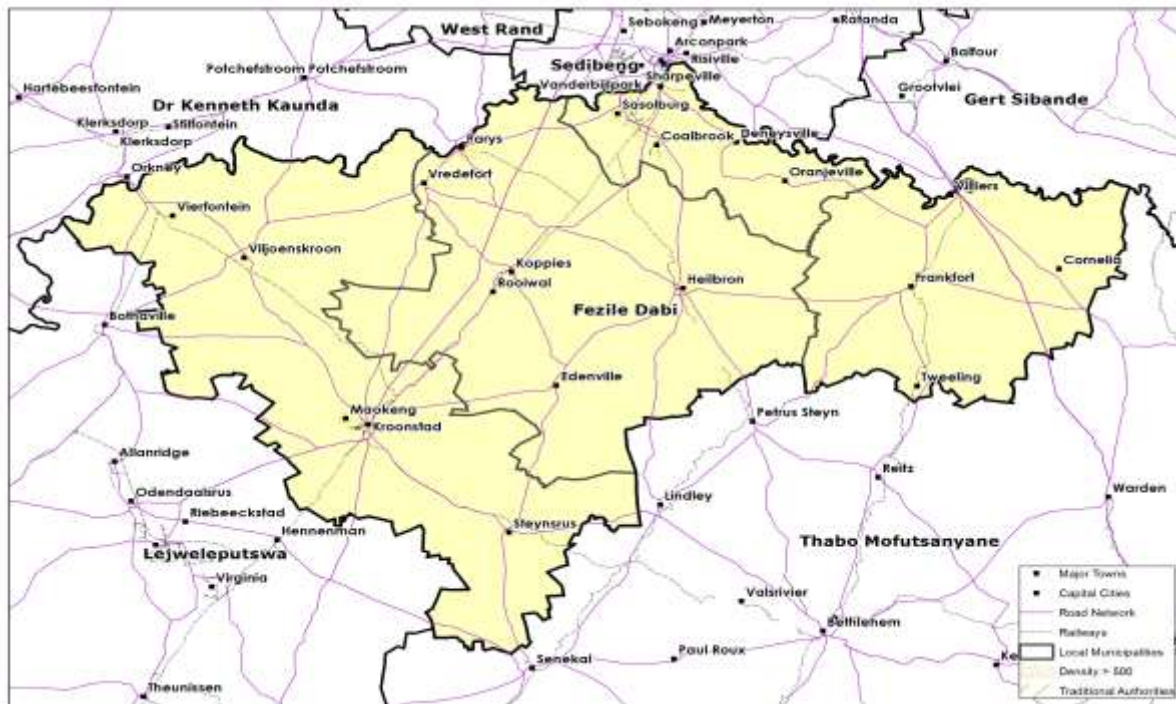 West Rand
Sebokeng
Meyerton
Ratanda
Arconpark
Risiville
Balfour
Sedibeng
Potchefstroom Potchefstroom
Vanderbijlpark
Sharpeville
Hartebeesfontein
Grootvlei
Dr Kenneth Kaunda
Sasolburg
Gert Sibande
Klerksdorp
Stilfontein
Klerksdorp
Parys
Coalbrook
Deneysville
Orkney
Vredefort
Oranjeville
Villiers
Vierfontein
Viljoenskroon
Koppies
Cornelia
Rooiwal
Heilbron
Frankfort
Fezile Dabi
Bothaville
Edenville
Tweeling
Maokeng
Kroonstad
Petrus Steyn
Allanridge
Reitz
Odendaalsrus
Lindley
Warden
Riebeeckstad
Hennenman
Steynsrus
Lejweleputswa
Thabo Mofutsanyane
Virginia
Valsrivier
Bethlehem
Senekal
Paul Roux
Ke
Theunissen
Major Towns
Capital Cities
Road Network
Railways
Local Municipalities
Density > 500
Traditional Authorities